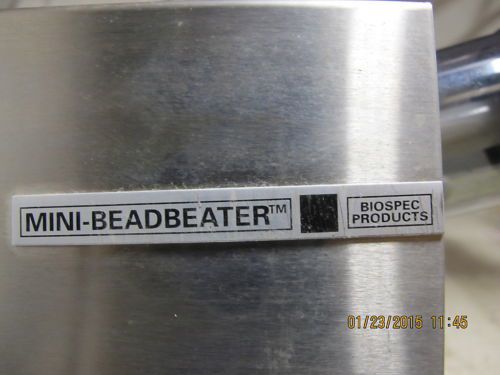 MINI-BEADBEATER™
BIOSPEC
PRODUCTS
01/23/2015 11:45